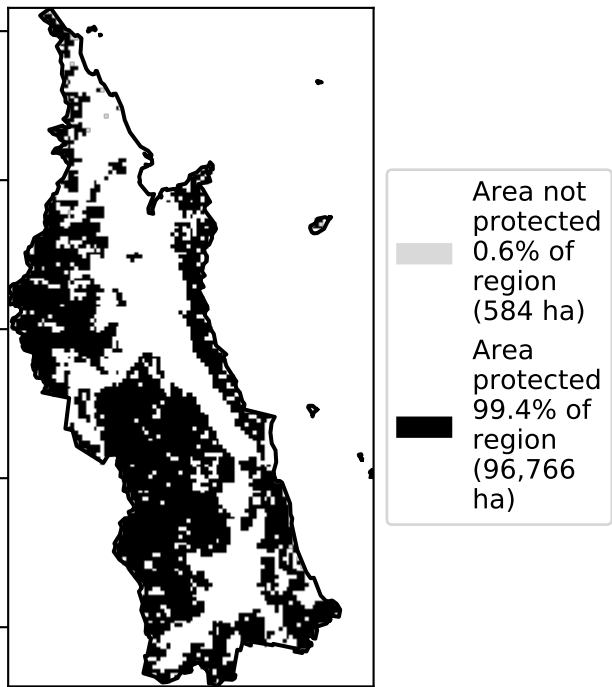 Area not
protected
0.6% of
region
(584 ha)
Area
protected
99.4% of
region
(96,766
ha)